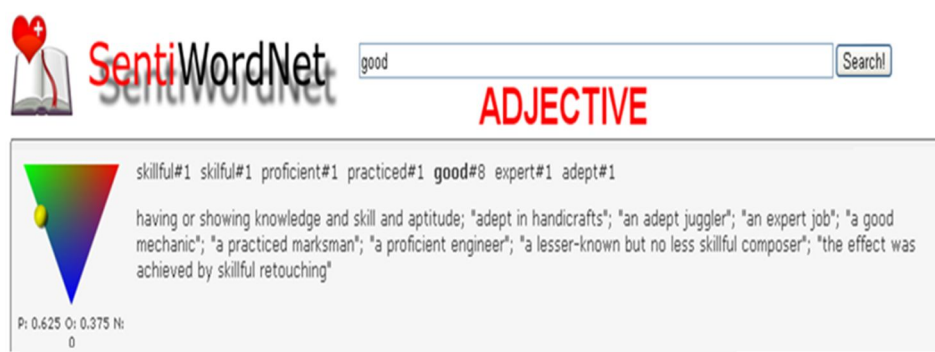 SentiWordNet good Search!
ADJECTIVE
skillful#1 skilful#1 proficient#1 practiced#1 good#8 expert#1 adept#1
having or showing knowledge and skill and aptitude; "adept in handicrafts"; "an adept juggler"; "an expert job"; "a good
mechanic"; "a practiced marksman"; "a proficient engineer"; "a lesser-known but no less skillful composer"; "the effect was
achieved by skillful retouching"
P: 0.625 O: 0.375 N:
0